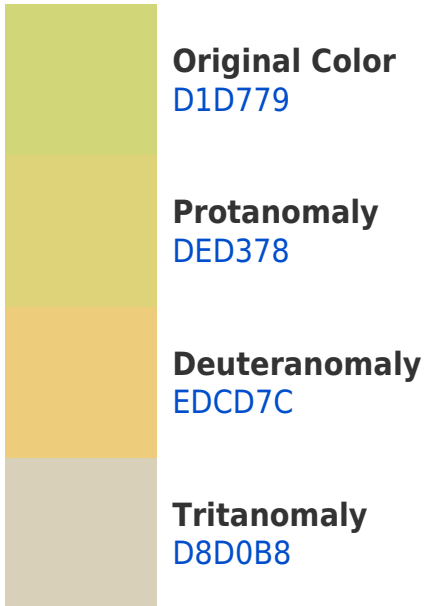 Original Color
D1D779
Protanomaly
DED378
Deuteranomaly
EDCD7C
Tritanomaly
D8D0B8